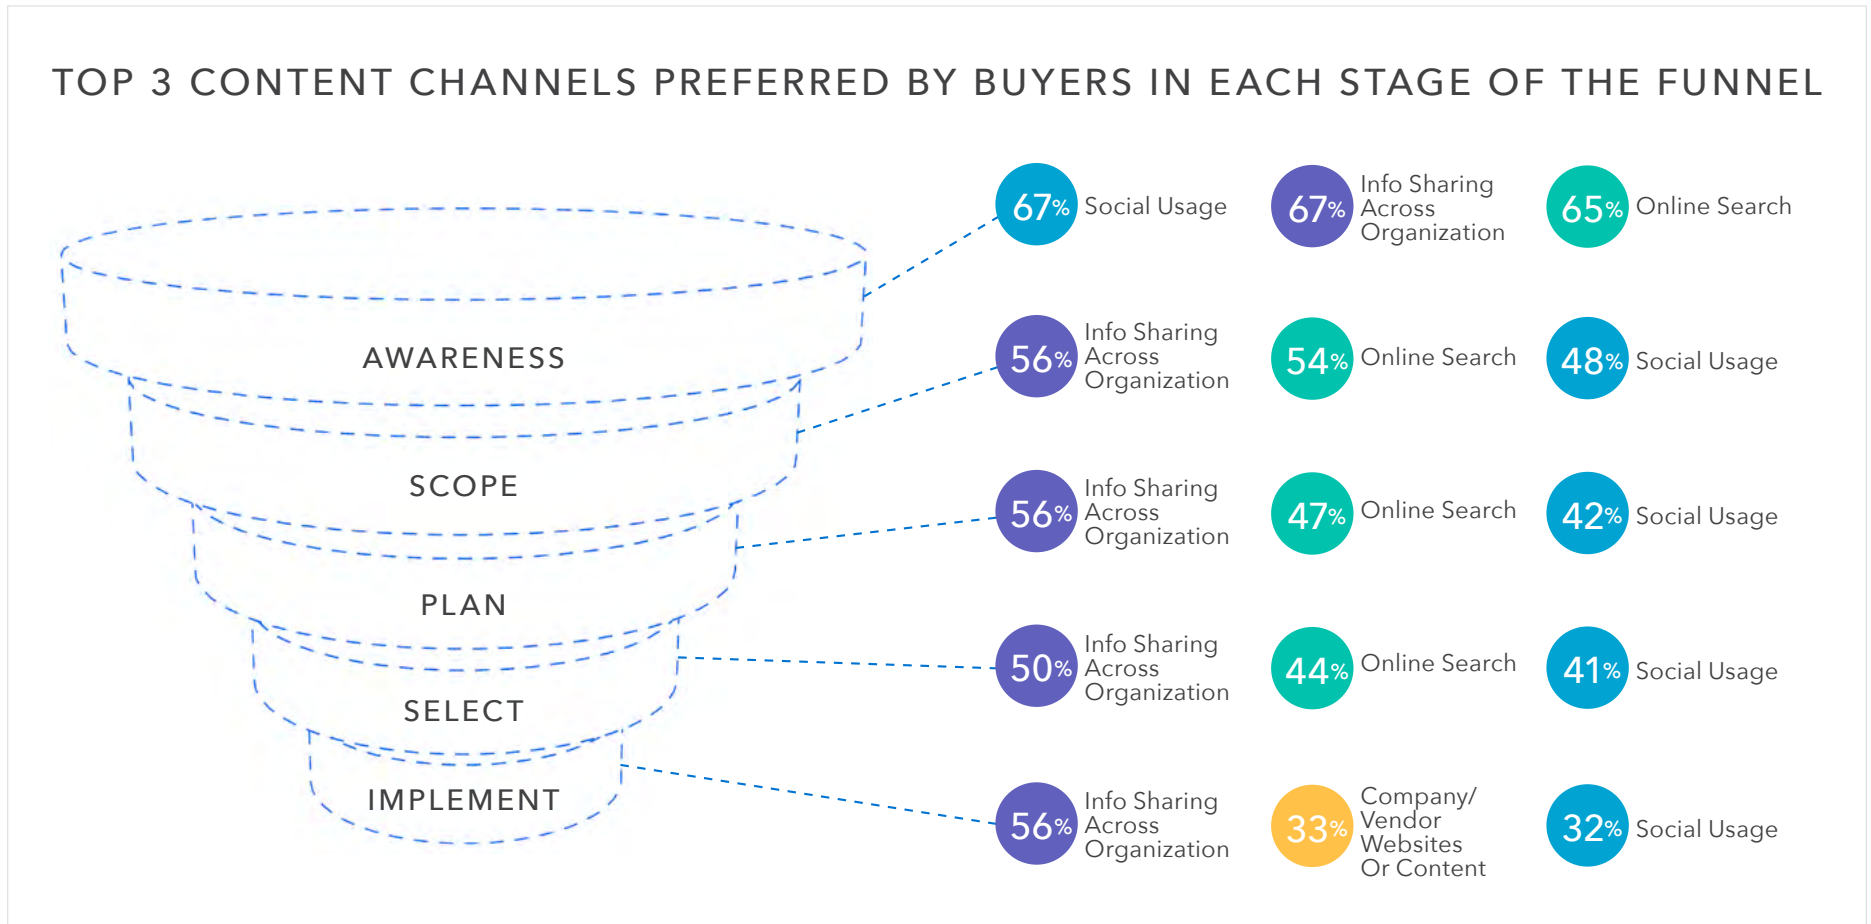 TOP 3 CONTENT CHANNELS PREFERRED BY BUYERS IN EACH STAGE OF THE FUNNEL
AWARENESS
67% Social Usage
67%
Info Sharing
Across
Organization
65% Online Search
SCOPE
56%
Info Sharing
Across
Organization
54% Online Search
48% Social Usage
PLAN
56%
Info Sharing
Across
Organization
47% Online Search
42% Social Usage
SELECT
50%
Info Sharing
Across
Organization
44% Online Search
41% Social Usage
IMPLEMENT
56%
Info Sharing
Across
Organization
33%
Company/
Vendor
Websites
Or Content
32% Social Usage